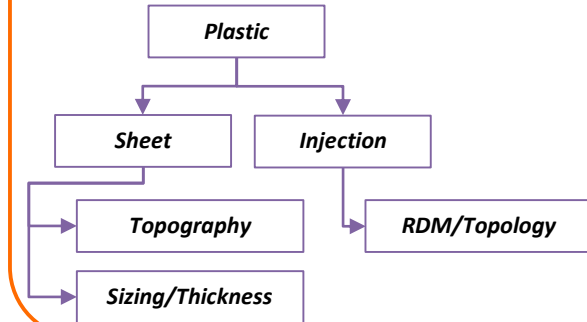 Plastic
Sheet
Injection
Topography
RDM/Topology
Sizing/Thickness